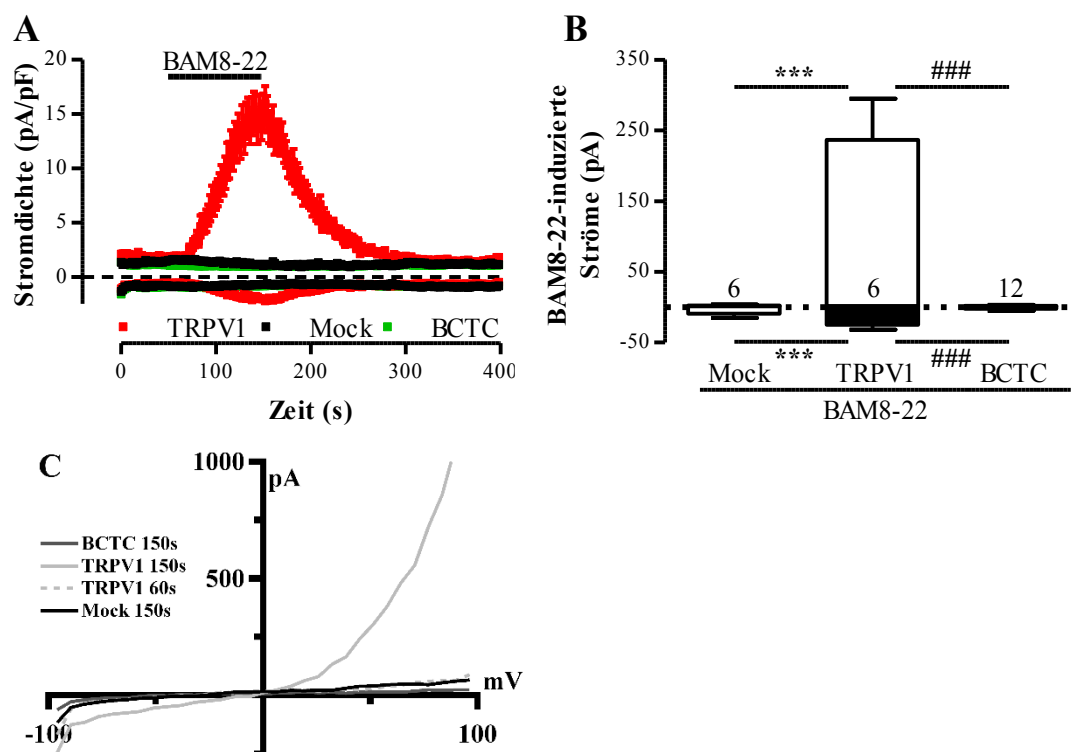 A
BAM8-22
20
15
10
5
0
Stromdichte (pA/pF)
TRPV1 Mock BCTC
0 100 200 300 400
Zeit (s)
B
BAM8-22-induzierte
Ströme (pA)
350
250
150
50
-50
*** ###
6 6 12
*** ###
Mock TRPV1 BCTC
BAM8-22
C
1000
pA
500
BCTC 150s
TRPV1 150s
TRPV1 60s
Mock 150s
mV
-100 100